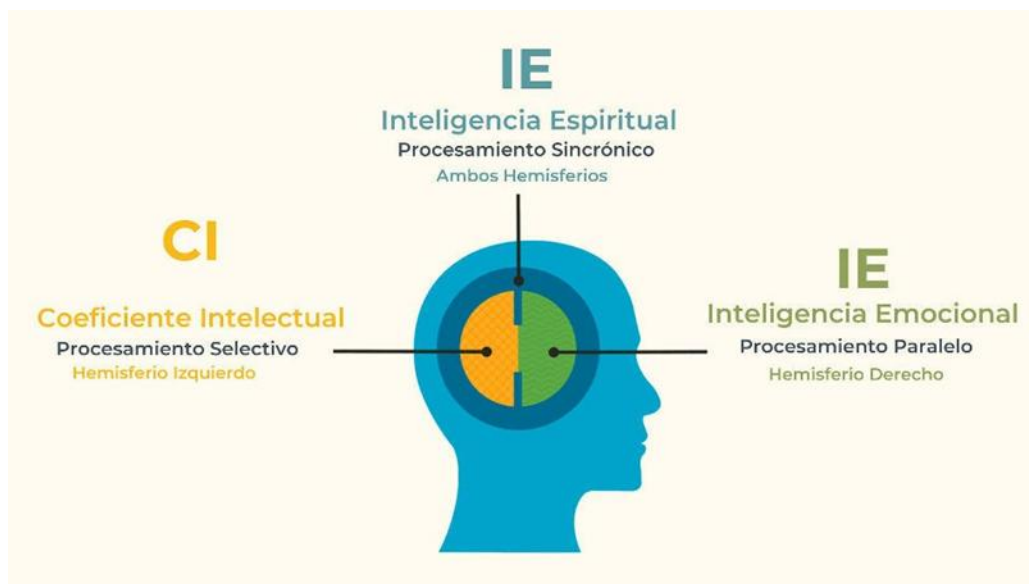 IE
Inteligencia Espiritual
Procesamiento Sincrónico
Ambos Hemisferios
CI
Coeficiente Intelectual
Procesamiento Selectivo
Hemisferio Izquierdo
IE
Inteligencia Emocional
Procesamiento Paralelo
Hemisferio Derecho